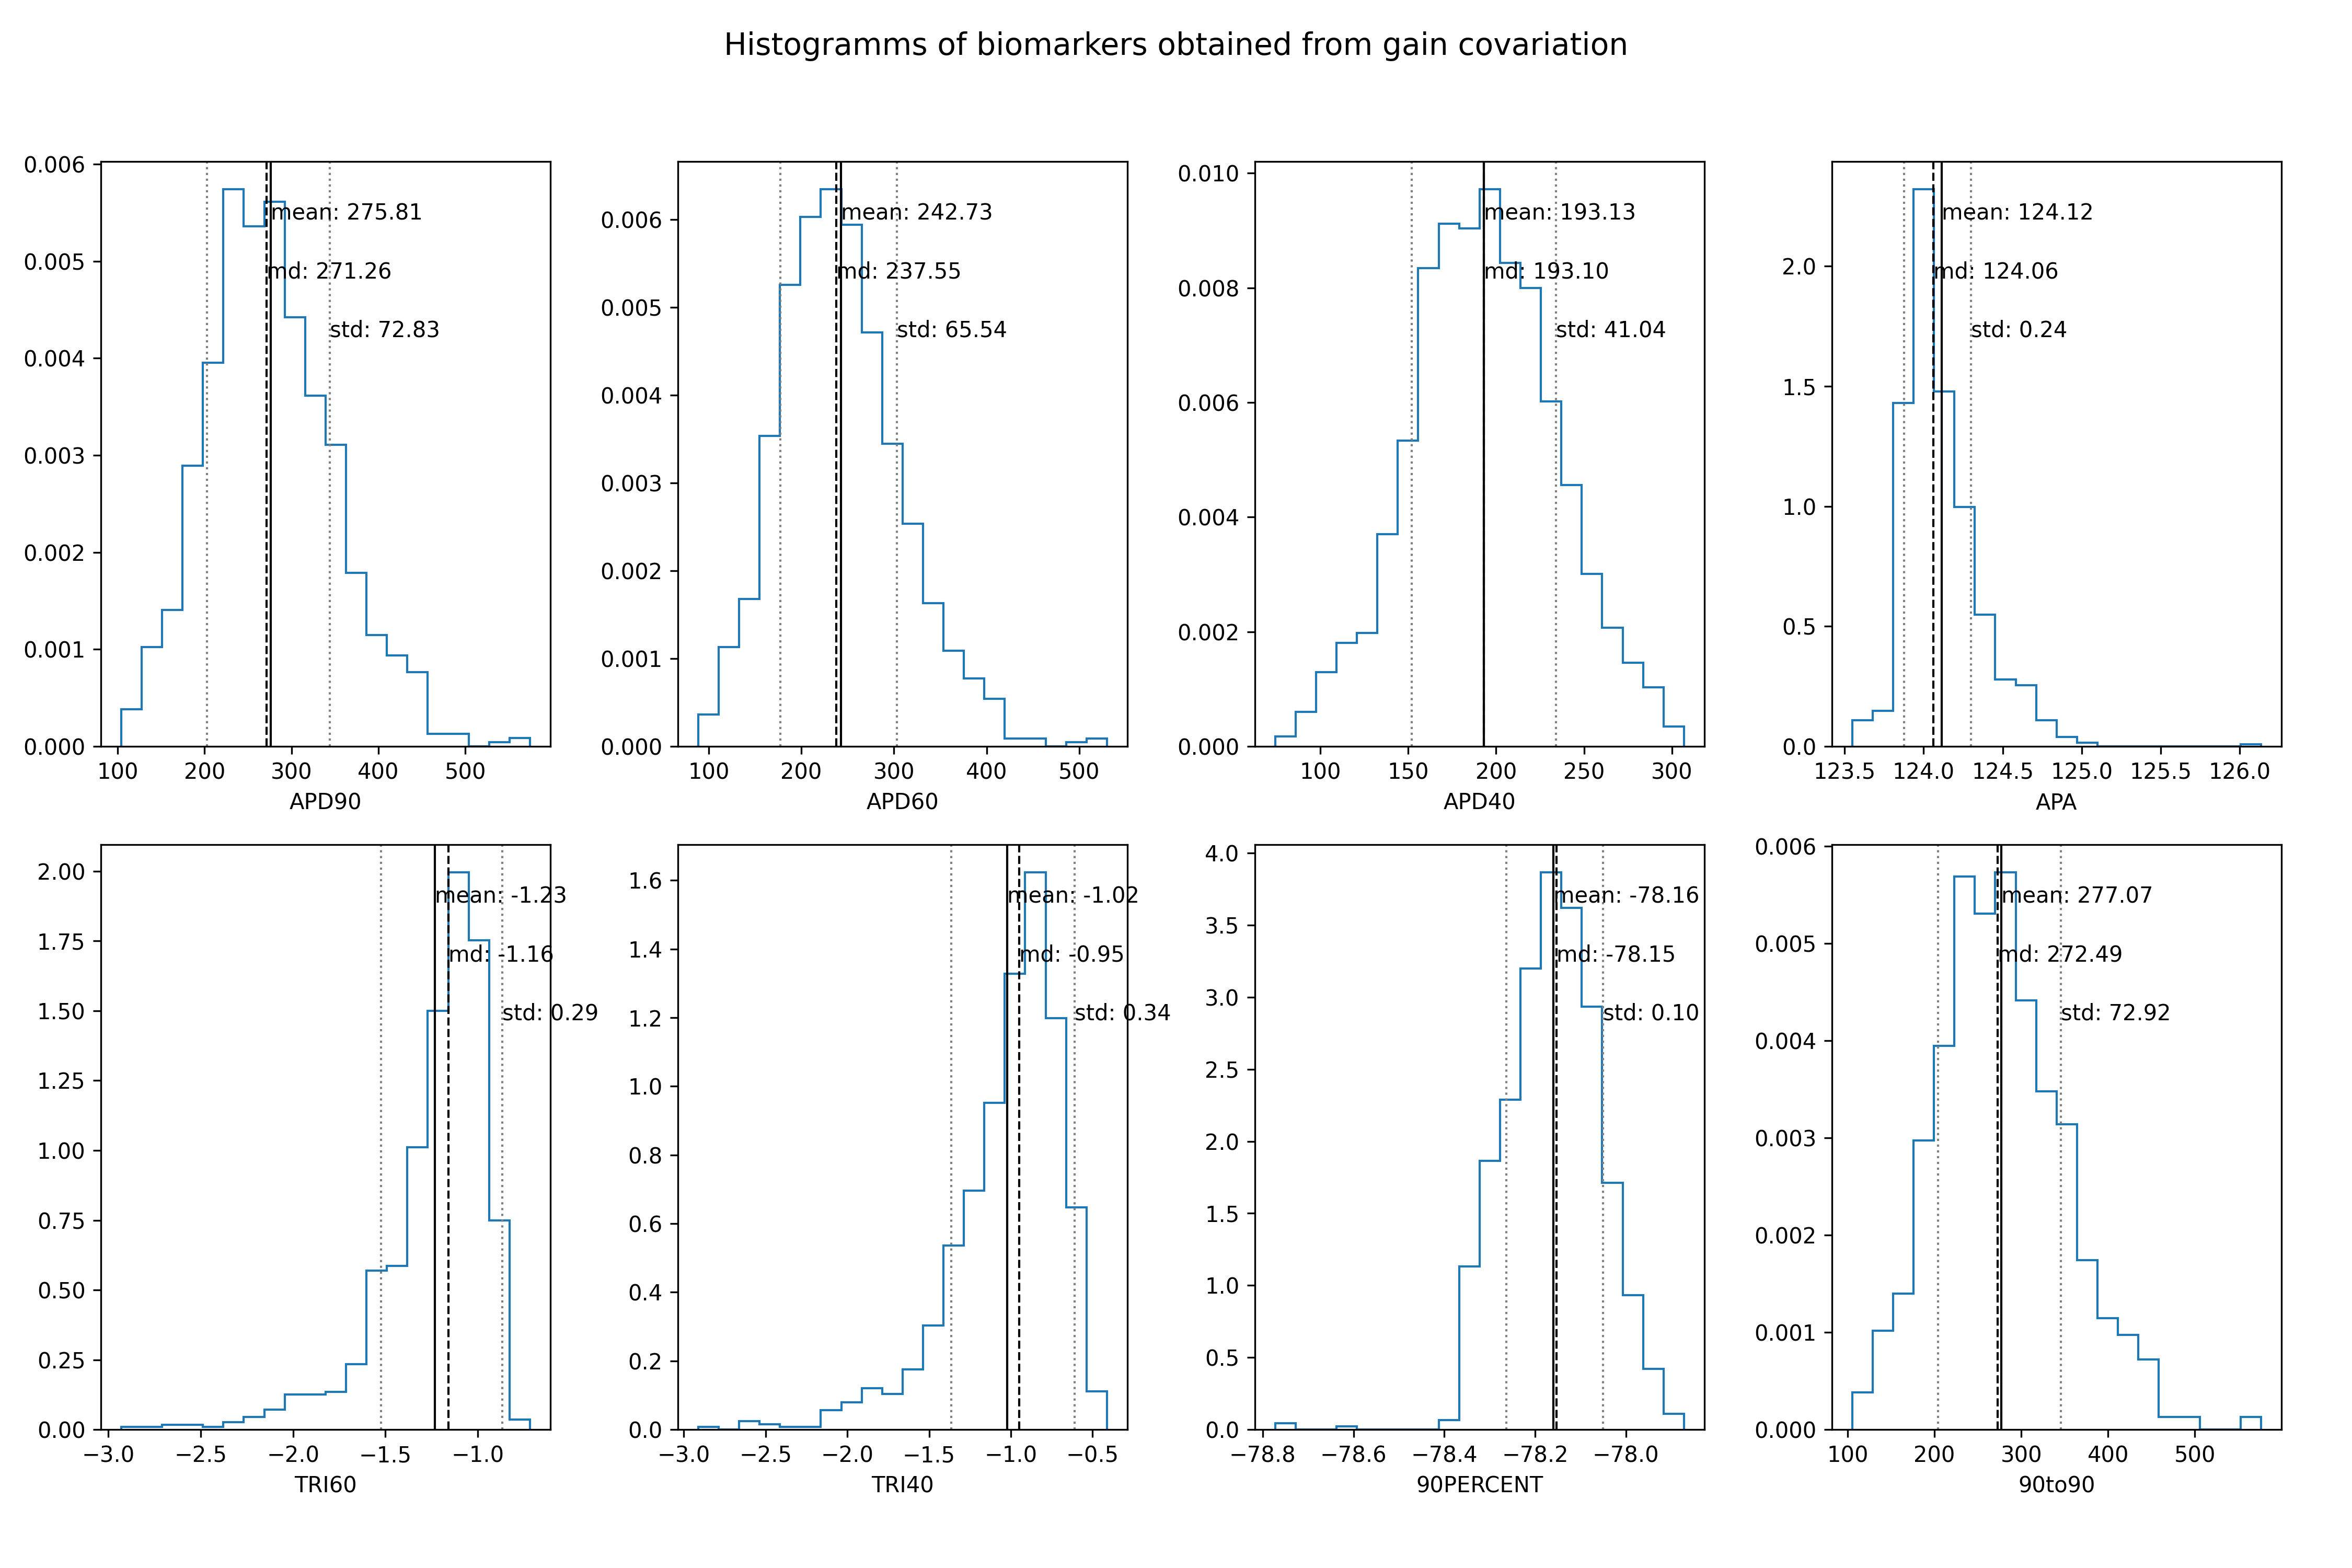 Histogramms of biomarkers obtained from gain covariation
0.006
0.005
0.004
0.003
0.002
0.001
0.000
mean: 275.81
md: 271.26
std: 72.83
100 200 300 400 500
APD90
0.006
0.005
0.004
0.003
0.002
0.001
0.000
mean: 242.73
md: 237.55
std: 65.54
100 200 300 400 500
APD60
0.010
0.008
0.006
0.004
0.002
0.000
mean: 193.13
md: 193.10
std: 41.04
100 150 200 250 300
APD40
2.0
1.5
1.0
0.5
0.0
mean: 124.12
md: 124.06
std: 0.24
123.5 124.0 124.5 125.0 125.5 126.0
APA
2.00
1.75
1.50
1.25
1.00
0.75
0.50
0.25
0.00
mean: -1.23
md: -1.16
std: 0.29
−3.0 −2.5 −2.0 −1.5 −1.0
TRI60
1.6
1.4
1.2
1.0
0.8
0.6
0.4
0.2
0.0
mean: -1.02
md: -0.95
std: 0.34
−3.0 −2.5 −2.0 −1.5 −1.0 −0.5
TRI40
4.0
3.5
3.0
2.5
2.0
1.5
1.0
0.5
0.0
mean: -78.16
md: -78.15
std: 0.10
−78.8 −78.6 −78.4 −78.2 −78.0
90PERCENT
0.006
0.005
0.004
0.003
0.002
0.001
0.000
mean: 277.07
md: 272.49
std: 72.92
100 200 300 400 500
90to90